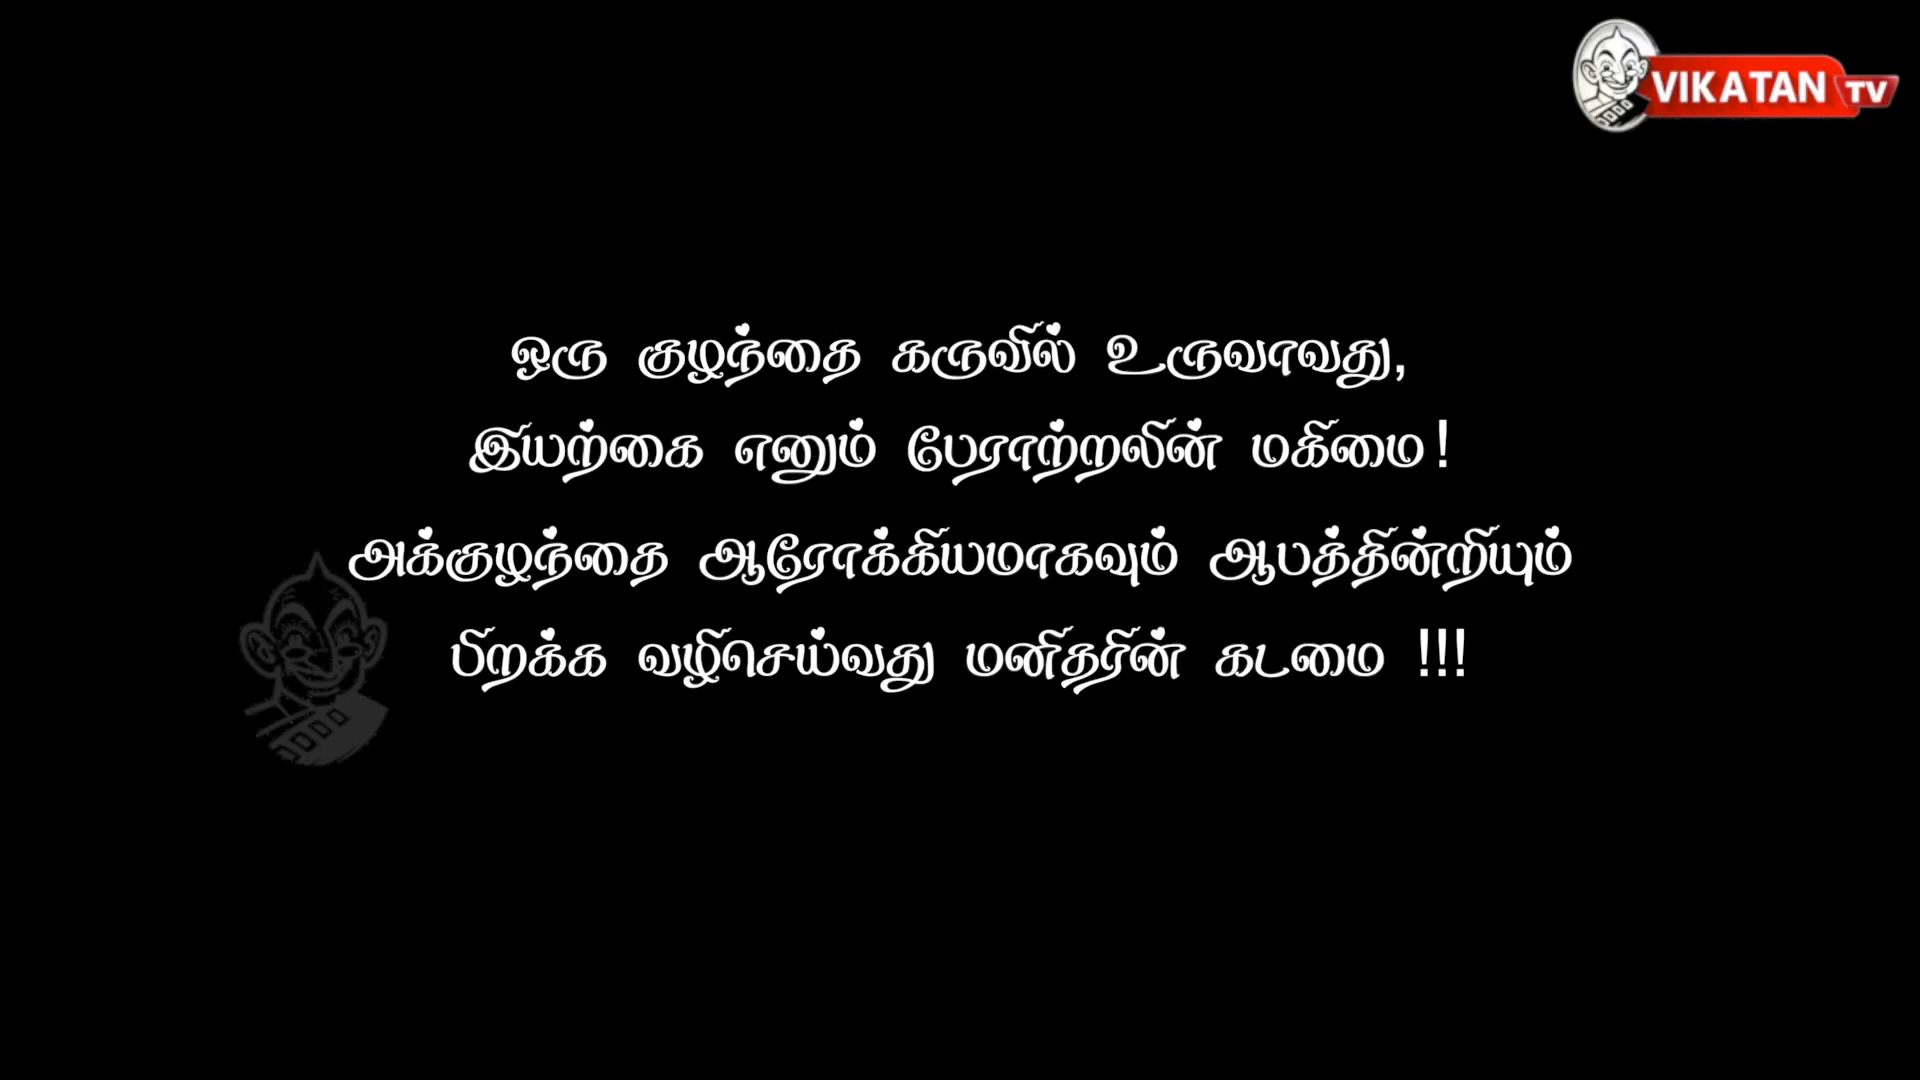 VIKATAN TV
ஒரு குழந்தை கருவில் உருவாவது,
இயற்கை எனும் பேராற்றலின் மகிமை!
அக்குழந்தை ஆரோக்கியமாகவும் ஆபத்தின்றியும்
பிறக்க வழிசெய்வது மனிதரின் கடமை !!!